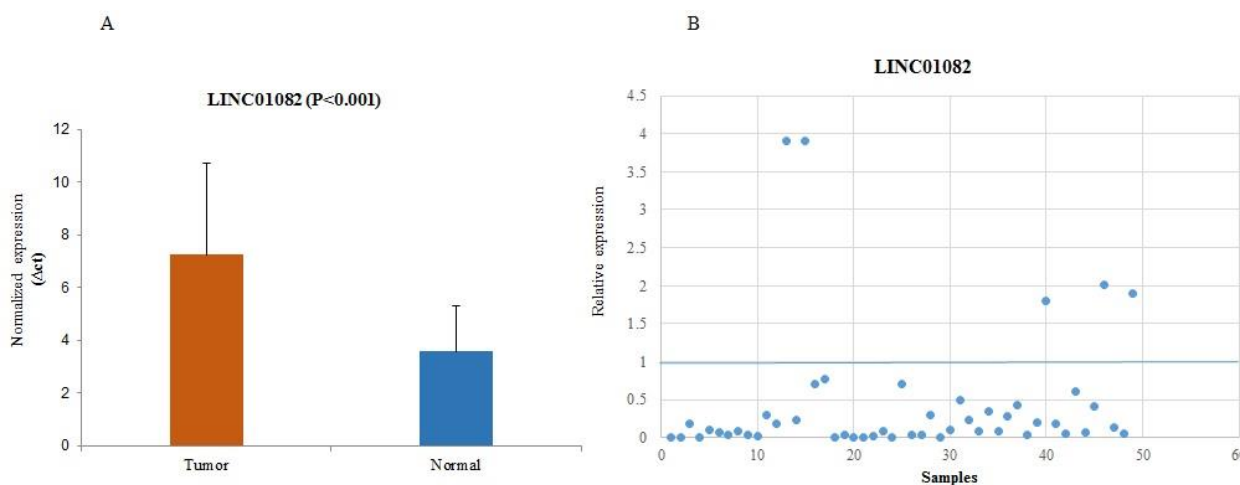 A
LINC01082 (P<0.001)
Normalized expression
(Δct)
12
10
8
6
4
2
0
Tumor
Normal
B
LINC01082
Relative expression
4.5
4
3.5
3
2.5
2
1.5
1
0.5
0
0
10
20
30
40
50
60
Samples